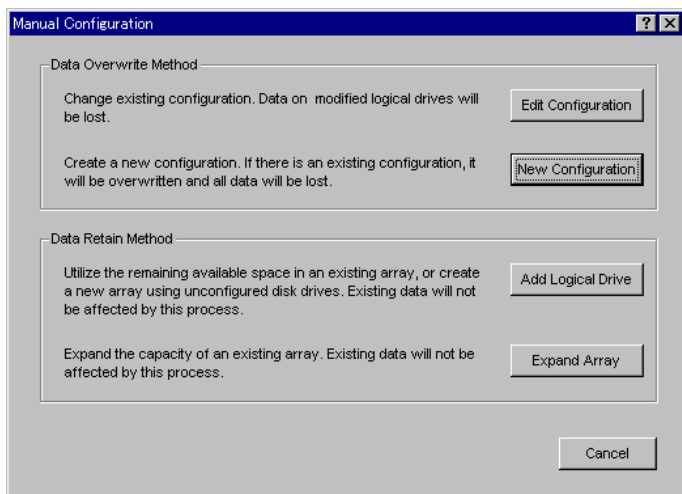 Manual Configuration
Data Overwrite Method
Change existing configuration. Data on modified logical drives will
be lost.
Edit Configuration
Create a new configuration. If there is an existing configuration, it
will be overwritten and all data will be lost.
New Configuration
Data Retain Method
Utilize the remaining available space in an existing array, or create
a new array using unconfigured disk drives. Existing data will not
be affected by this process.
Add Logical Drive
Expand the capacity of an existing array. Existing data will not be
affected by this process.
Expand Array
Cancel